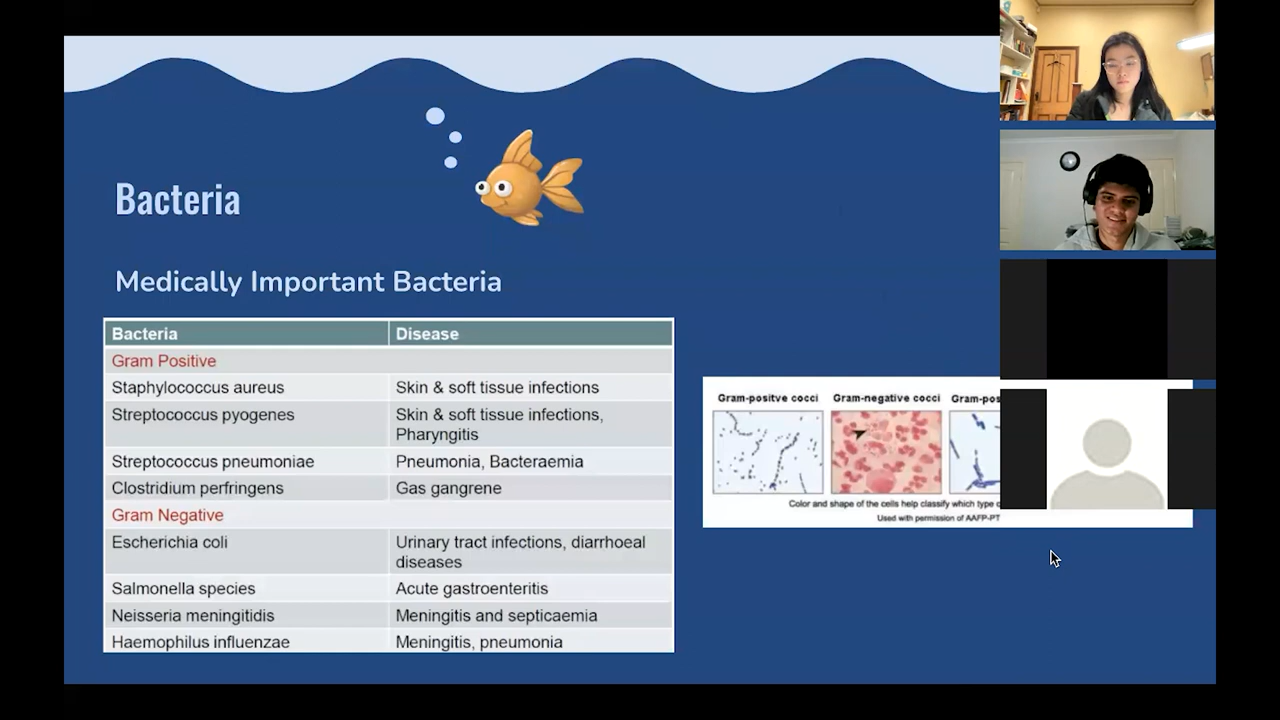 Bacteria
Medically Important Bacteria
Bacteria Disease
Gram Positive
Staphylococcus aureus Skin & soft tissue infections
Streptococcus pyogenes Skin & soft tissue infections,
Pharyngitis
Streptococcus pneumoniae Pneumonia, Bacteraemia
Clostridium perfringens Gas gangrene
Gram Negative
Escherichia coli Urinary tract infections, diarrhoeal
diseases
Salmonella species Acute gastroenteritis
Neisseria meningitidis Meningitis and septicaemia
Haemophilus influenzae Meningitis, pneumonia
Gram-positve cocci Gram-negative cocci Gram-pos
Color and shape of the cells help classify which type
Used with permission of AAFP-PT